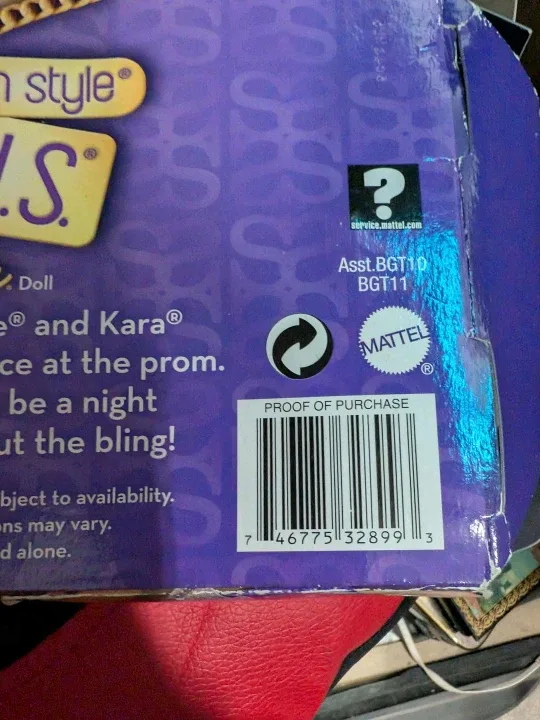 n style®
.S.®
Doll
e® and Kara®
ce at the prom.
be a night
ut the bling!
bject to availability.
ons may vary.
d alone.
?
service.mattel.com
Asst.BGT10
BGT11
MATTEL®
PROOF OF PURCHASE
7 46775 32899 3